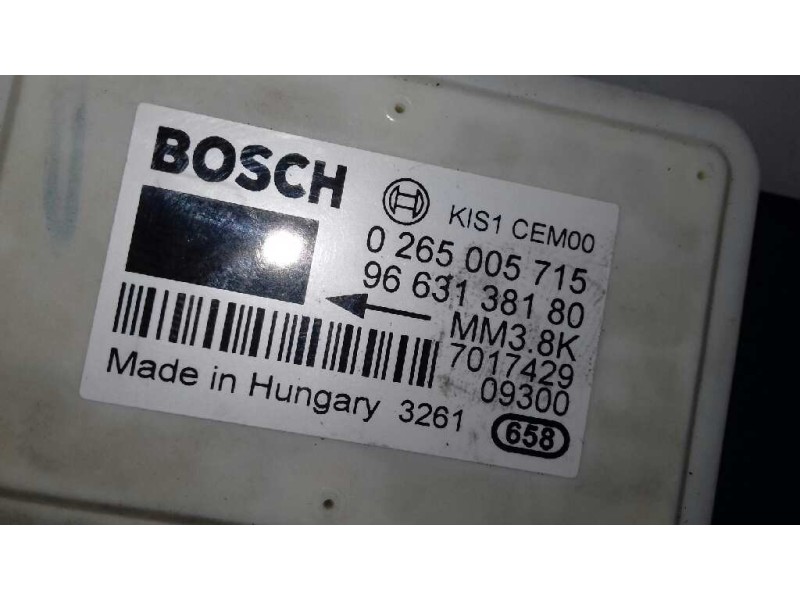 BOSCH
KIS1 CEM00
0 265 005 715
96 631 381 80
MM3.8K
7017429
09300
Made in Hungary 3261
658